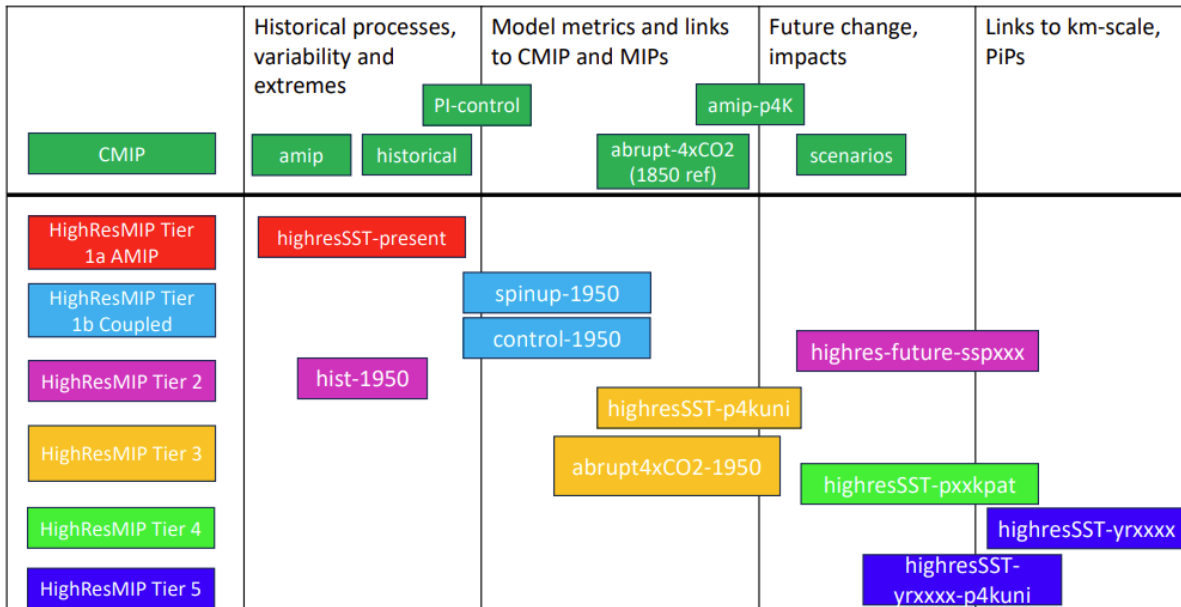 Historical processes,
variability and
extremes
Model metrics and links
to CMIP and MIPs
Future change,
impacts
Links to km-scale,
PiPs
PI-control
amip-p4K
CMIP
amip
historical
abrupt-4xCO2
(1850 ref)
scenarios
HighResMIP Tier
1a AMIP
highresSST-present
HighResMIP Tier
1b Coupled
spinup-1950
control-1950
HighResMIP Tier 2
hist-1950
highres-future-sspxxx
highresSST-p4kuni
HighResMIP Tier 3
abrupt4xCO2-1950
highresSST-pxxkpat
HighResMIP Tier 4
highresSST-yrxxxx
HighResMIP Tier 5
highresSST-
yrxxxx-p4kuni